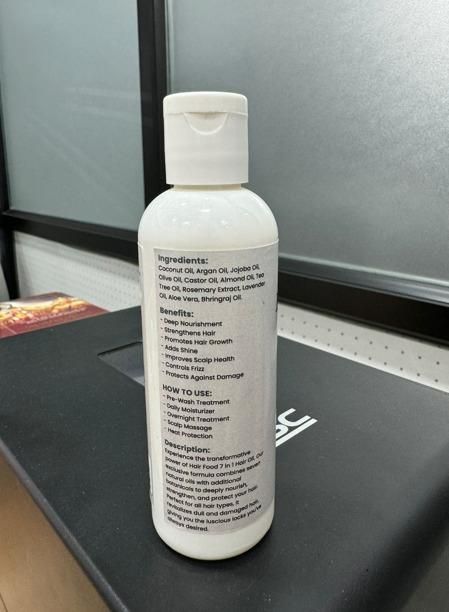 Ingredients:
Coconut Oil, Argan Oil, Jojoba Oil,
Olive Oil, Castor Oil, Almond Oil, Tea
Tree Oil, Rosemary Extract, Lavender
Oil, Aloe Vera, Bhringraj Oil.
Benefits:
- Deep Nourishment
- Strengthens Hair
- Promotes Hair Growth
- Adds Shine
- Improves Scalp Health
- Controls Frizz
- Protects Against Damage
HOW TO USE:
- Pre-Wash Treatment
- Daily Moisturizer
- Overnight Treatment
- Scalp Massage
- Heat Protection
Description:
Experience the transformative
power of Hair Food 7 in 1 Hair Oil. Our
exclusive formula combines seven
natural oils with additional
botanicals to deeply nourish,
strengthen, and protect your hair.
Perfect for all hair types, it
revitalizes dull and damaged hair,
giving you the luscious locks you've
always desired.